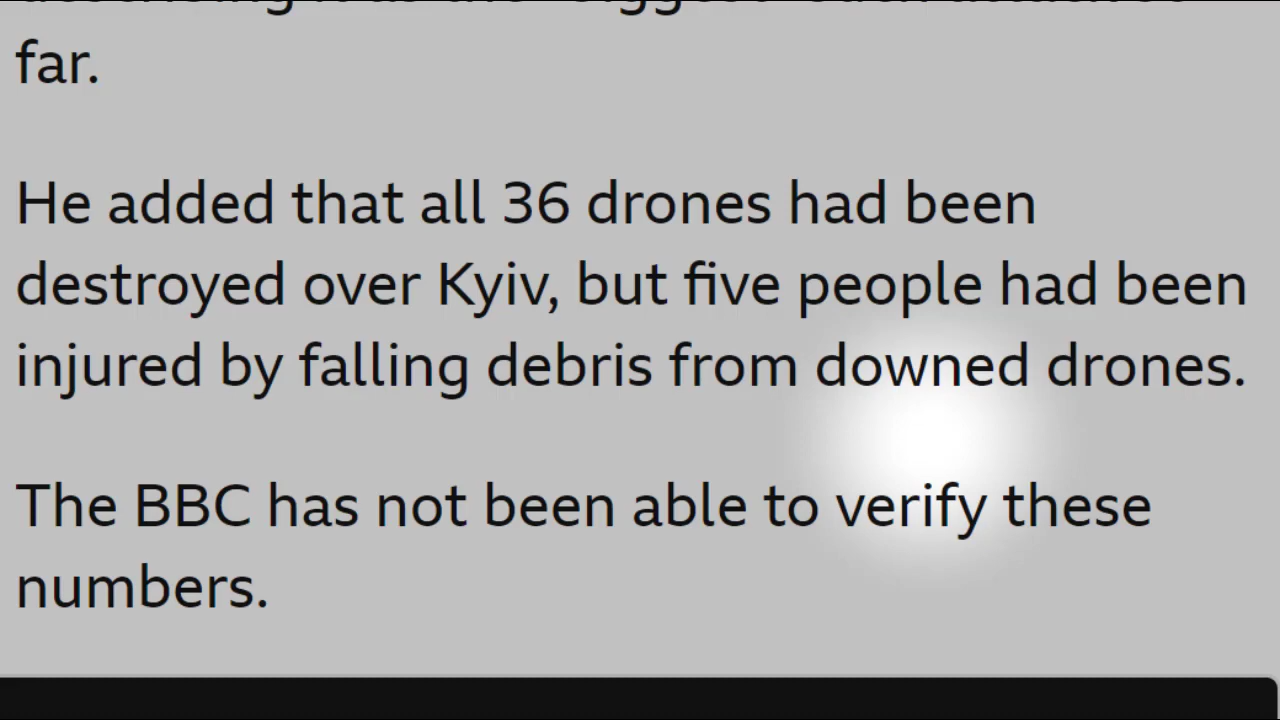 far.
He added that all 36 drones had been
destroyed over Kyiv, but five people had been
injured by falling debris from downed drones.
The BBC has not been able to verify these
numbers.